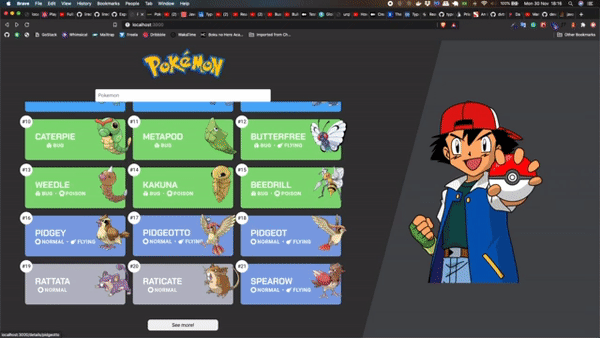 Brave File Edit View History Bookmarks People Tab Window Help
100% Mon 30 Nov 18:16
localhost:3000
GoStack Whimsical Mailtrap Trello Dribbble WakaTime Boku no Hero Aca... Imported From Ch... Other Bookmarks
POKéMON
Pokemon
#10 #11 #12
CATERPIE METAPOD BUTTERFREE
BUG BUG BUG • FLYING
#13 #14 #15
WEEDLE KAKUNA BEEDRILL
BUG • POISON BUG • POISON BUG • POISON
#16 #17 #18
PIDGEY PIDGEOTTO PIDGEOT
NORMAL • FLYING NORMAL • FLYING NORMAL • FLYING
#19 #20 #21
RATTATA RATICATE SPEAROW
NORMAL NORMAL NORMAL • FLYING
See more!
localhost:3000/details/pidgeotto